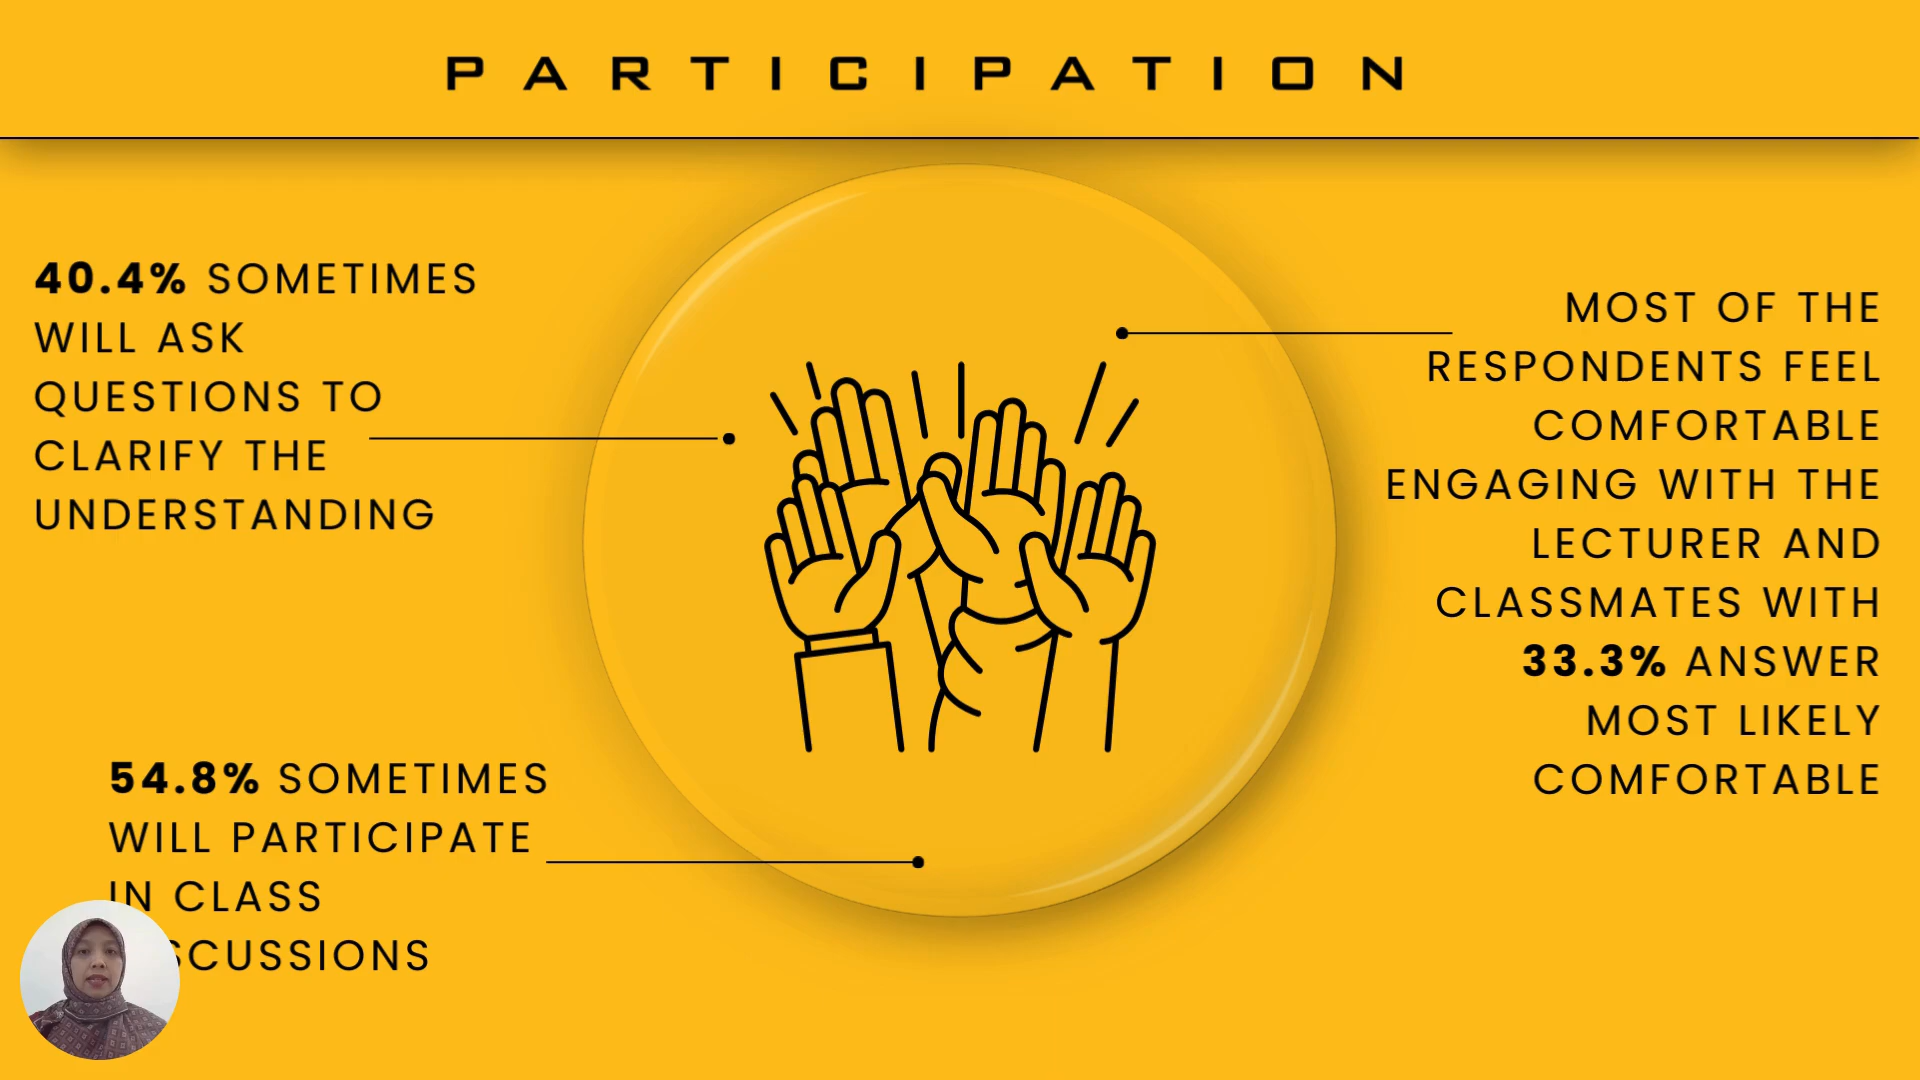 PARTICIPATION
40.4% SOMETIMES
WILL ASK
QUESTIONS TO
CLARIFY THE
UNDERSTANDING
54.8% SOMETIMES
WILL PARTICIPATE
IN CLASS
SCUSSIONS
MOST OF THE
RESPONDENTS FEEL
COMFORTABLE
ENGAGING WITH THE
LECTURER AND
CLASSMATES WITH
33.3% ANSWER
MOST LIKELY
COMFORTABLE